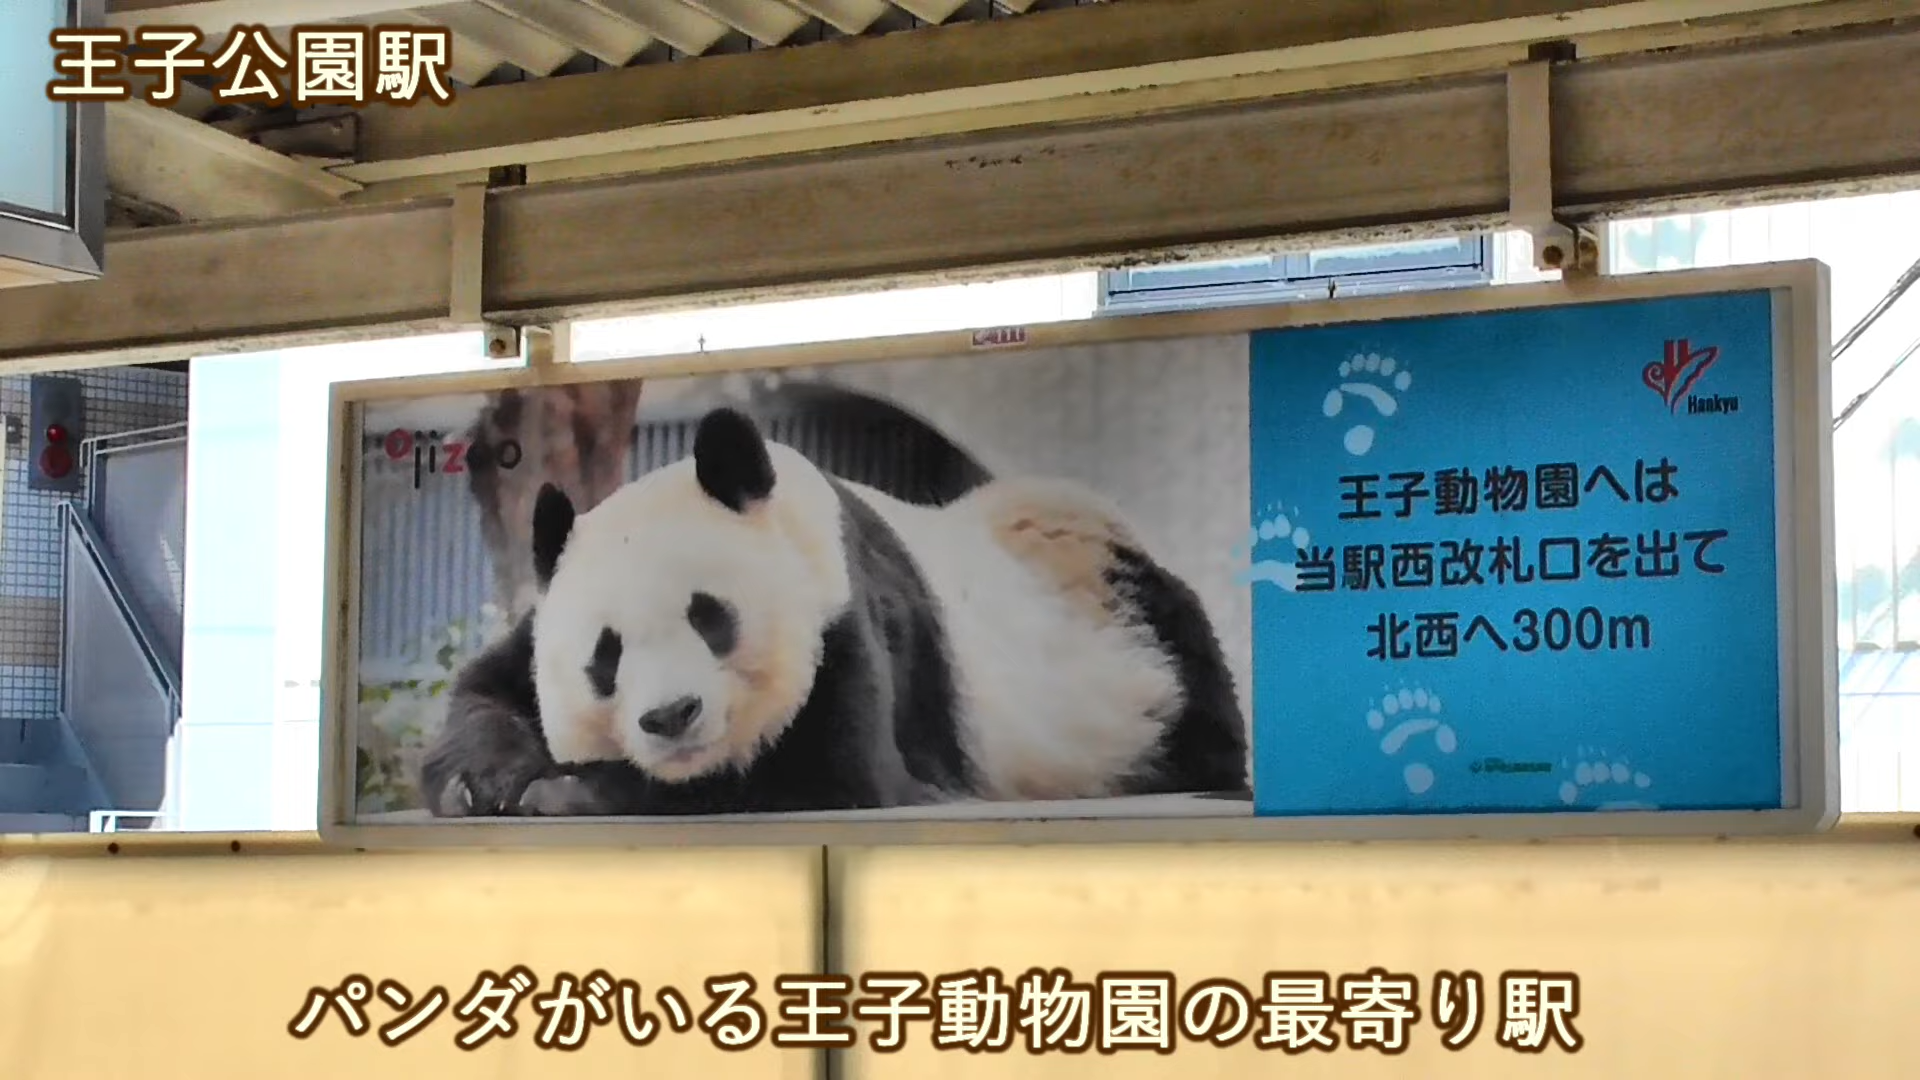 王子公園駅
ojizoo
Hankyu
王子動物園へは
当駅西改札口を出て
北西へ300m
パンダがいる王子動物園の最寄り駅